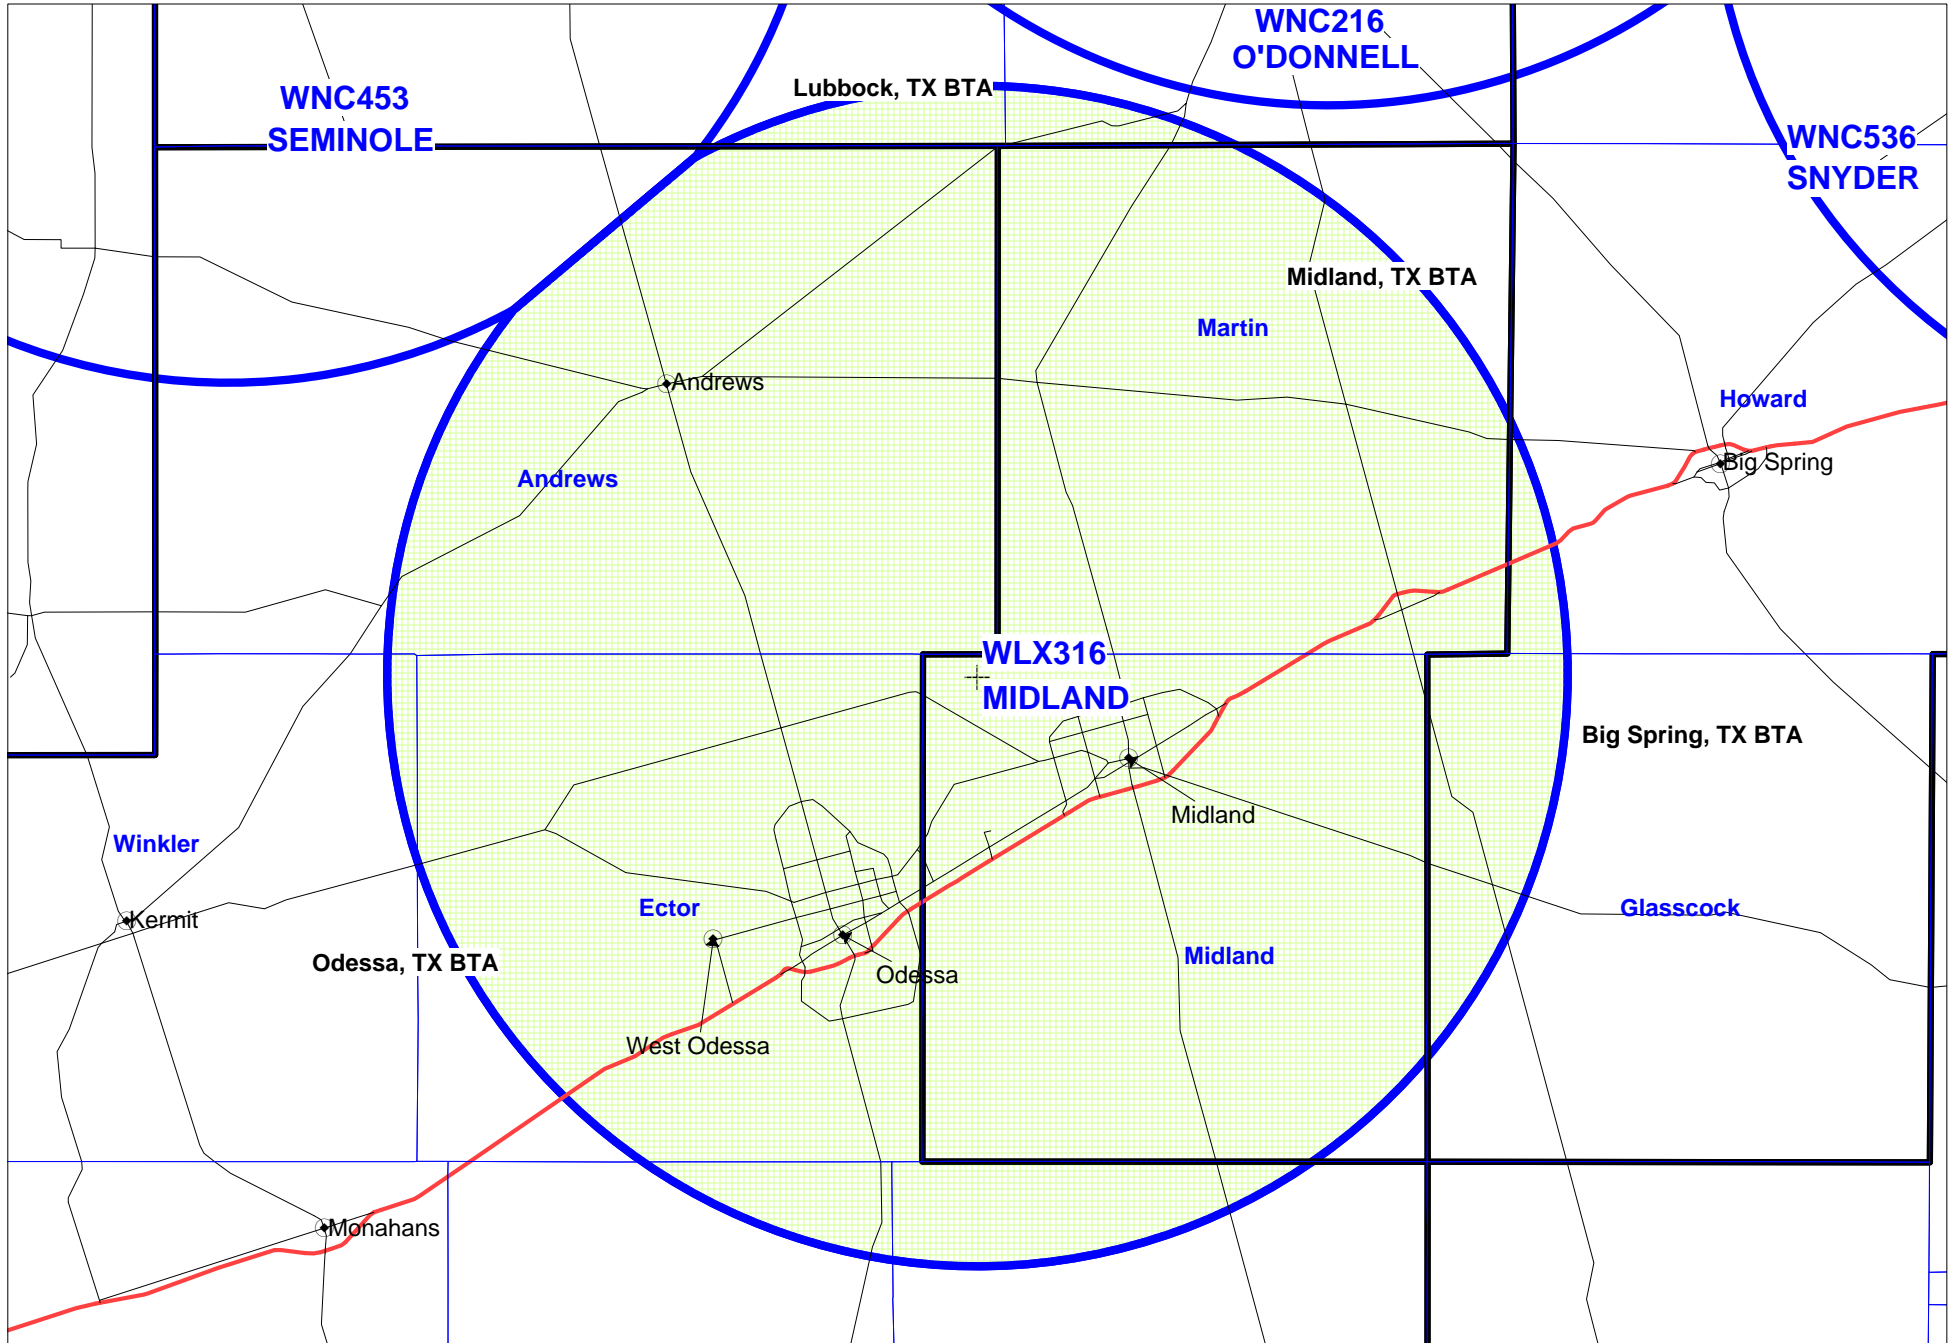 WNC216
O'DONNELL
Lubbock, TX BTA
WNC453
SEMINOLE
WNC536
SNYDER
Midland, TX BTA
Martin
Andrews
Howard
Big Spring
Andrews
WLX316
MIDLAND
Big Spring, TX BTA
Midland
Winkler
Ector
Glasscock
Kermit
Midland
Odessa, TX BTA
Odessa
West Odessa
Monahans